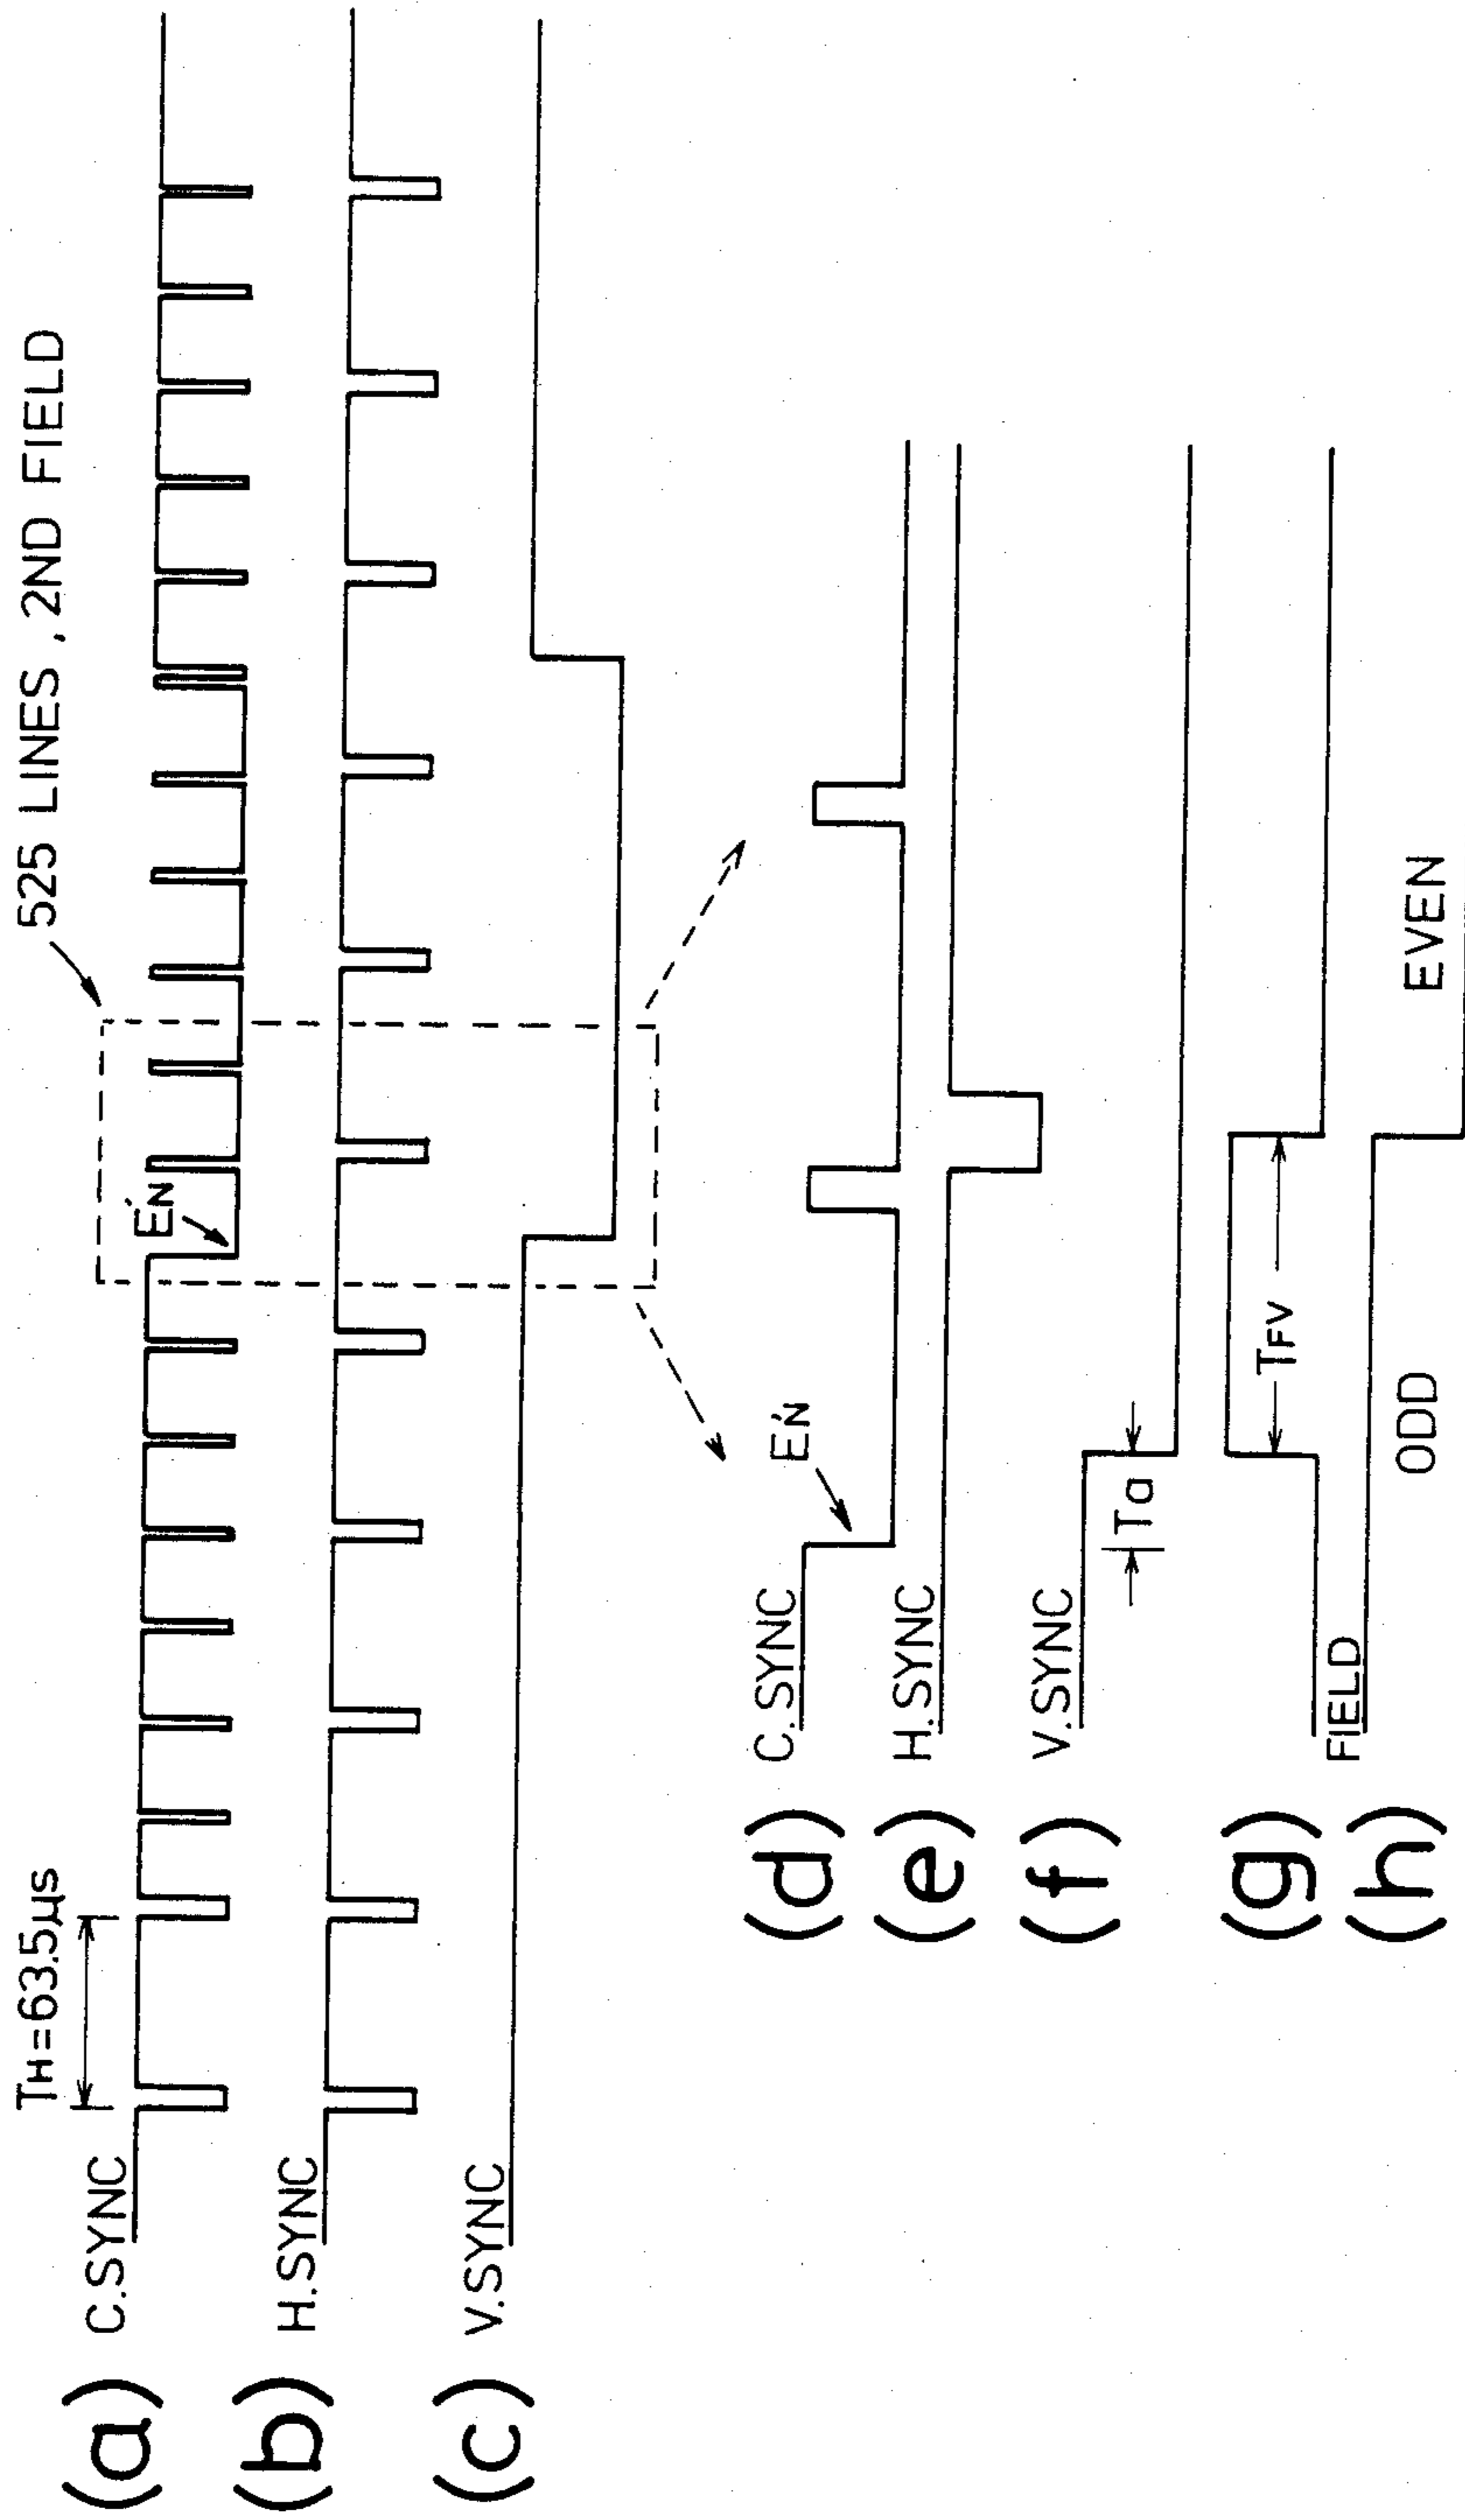 525 LINES, 2ND FIELD
TH=63.5µs
(a) C.SYNC
E'N
(b) H.SYNC
(c) V.SYNC
E'N
(d) C.SYNC
(e) H.SYNC
(f) V.SYNC
Ta
(g)
TFV
(h) FIELD
ODD
EVEN